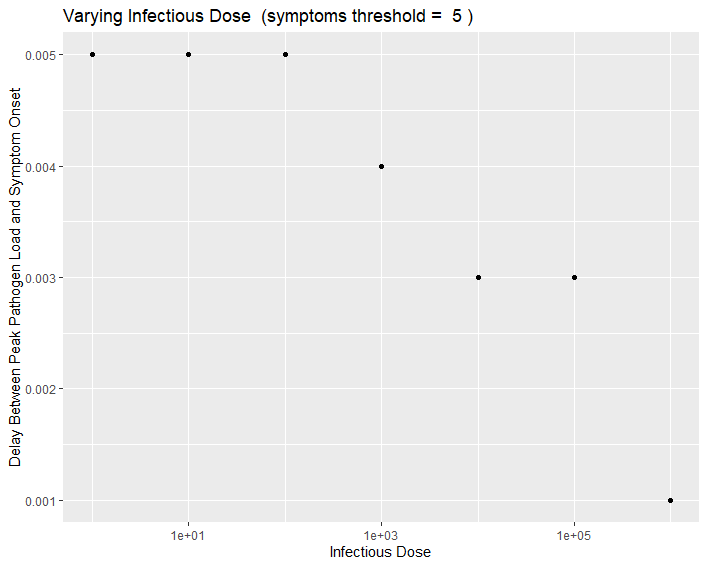 Varying Infectious Dose  (symptoms threshold =  5 )
Delay Between Peak Pathogen Load and Symptom Onset
0.005
0.004
0.003
0.002
0.001
1e+01 1e+03 1e+05
Infectious Dose